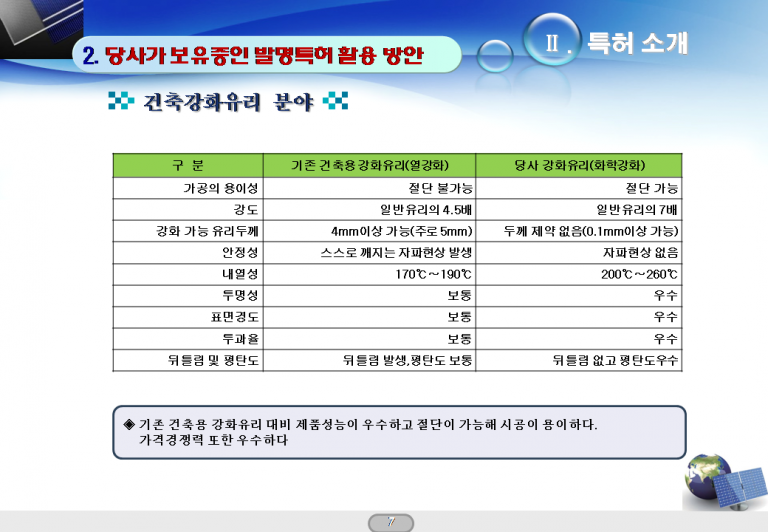 Ⅱ. 특허 소개
2. 당사가 보유중인 발명특허 활용 방안
건축강화유리 분야
구 분 기존 건축용강화유리(열강화) 당사 강화유리(화학강화)
가공의 용이성 절단 불가능 절단 가능
강도 일반유리의 4.5배 일반유리의 7배
강화 가능 유리두께 4mm이상 가능(주로 5mm) 두께 제약 없음(0.1mm이상 가능)
안정성 스스로 깨지는 자파현상 발생 자파현상 없음
내열성 170℃~190℃ 200℃~260℃
투명성 보통 우수
표면경도 보통 우수
투과율 보통 우수
뒤틀림 및 평탄도 뒤틀림 발생,평탄도 보통 뒤틀림 없고 평탄도우수
◈ 기존 건축용 강화유리 대비 제품성능이 우수하고 절단이 가능해 시공이 용이하다.
가격경쟁력 또한 우수하다
7